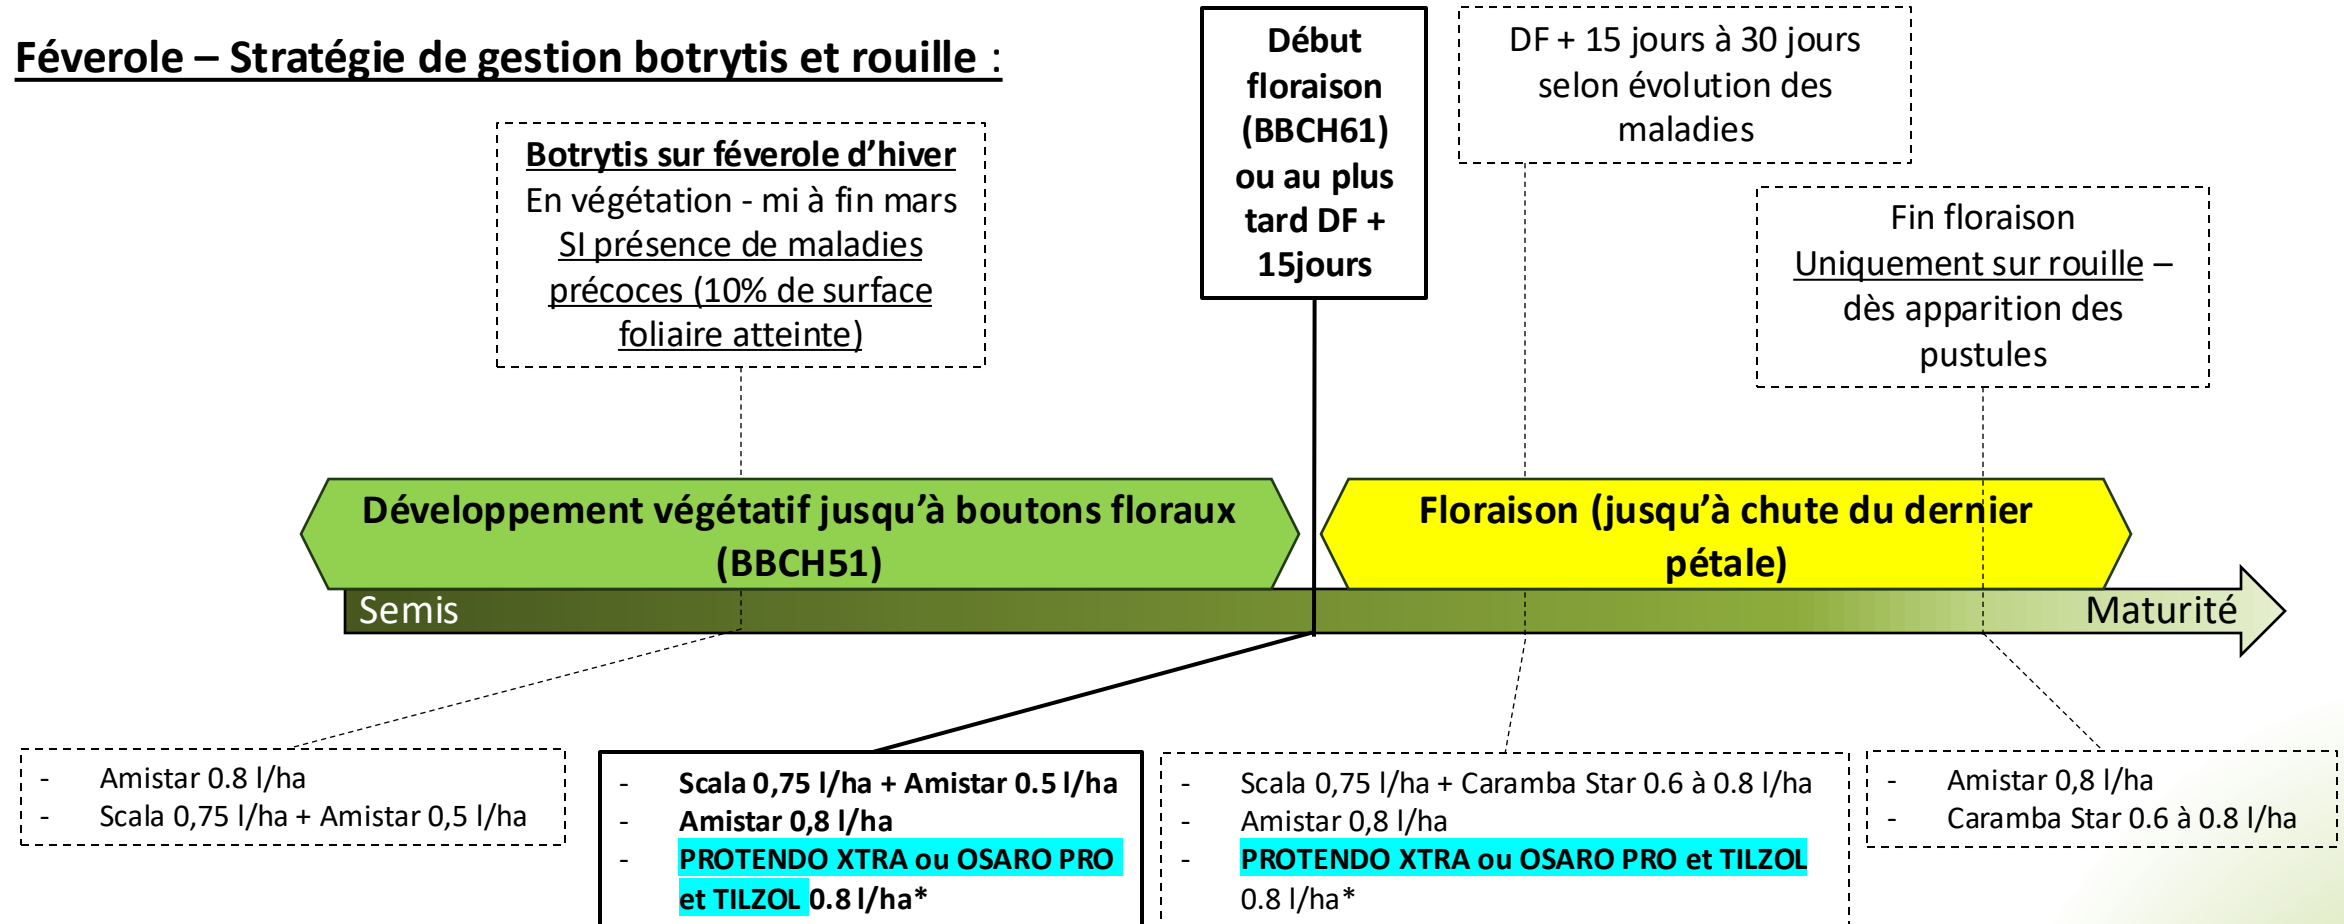 Féverole – Stratégie de gestion botrytis et rouille :
Botrytis sur féverole d’hiver
En végétation - mi à fin mars
SI présence de maladies
précoces (10% de surface
foliaire atteinte)
Début
floraison
(BBCH61)
ou au plus
tard DF +
15jours
DF + 15 jours à 30 jours
selon évolution des
maladies
Fin floraison
Uniquement sur rouille –
dès apparition des
pustules
Développement végétatif jusqu’à boutons floraux
(BBCH51)
Floraison (jusqu’à chute du dernier
pétale)
Semis
Maturité
- Amistar 0.8 l/ha
- Scala 0,75 l/ha + Amistar 0,5 l/ha
- Scala 0,75 l/ha + Amistar 0.5 l/ha
- Amistar 0,8 l/ha
- PROTENDO XTRA ou OSARO PRO
et TILZOL 0.8 l/ha*
- Scala 0,75 l/ha + Caramba Star 0.6 à 0.8 l/ha
- Amistar 0,8 l/ha
- PROTENDO XTRA ou OSARO PRO et TILZOL
0.8 l/ha*
- Amistar 0,8 l/ha
- Caramba Star 0.6 à 0.8 l/ha